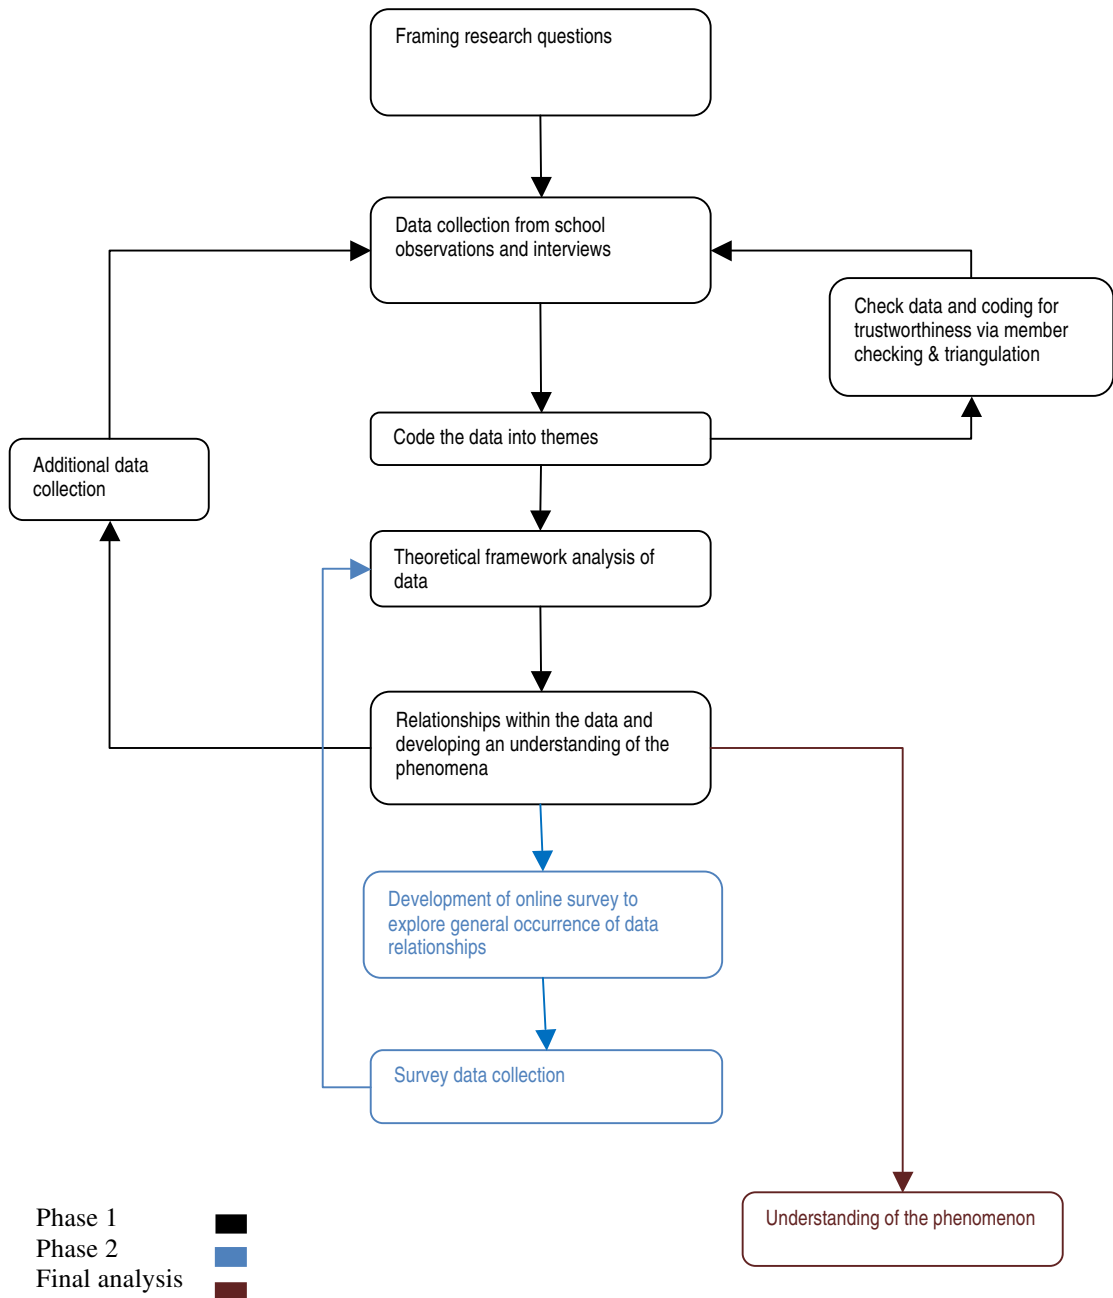 Framing research questions
Data collection from school
observations and interviews
Check data and coding for
trustworthiness via member
checking & triangulation
Code the data into themes
Additional data
collection
Theoretical framework analysis of
data
Relationships within the data and
developing an understanding of the
phenomena
Development of online survey to
explore general occurrence of data
relationships
Survey data collection
Understanding of the phenomenon
Phase 1
Phase 2
Final analysis